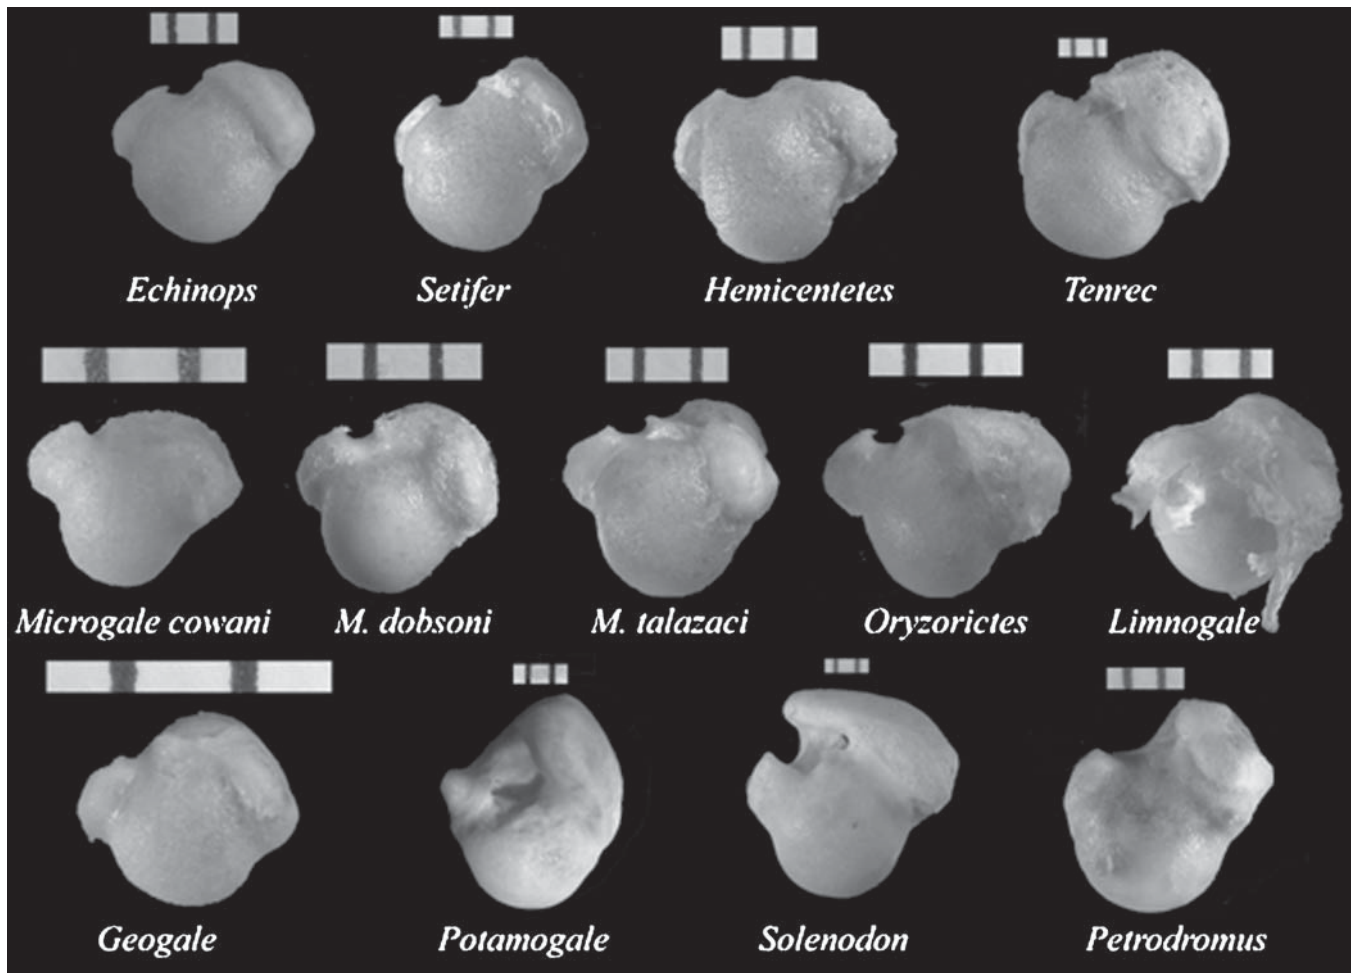 Echinops Setifer Hemicentetes Tenrec
Microgale cowani M. dobsoni M. talazaci Oryzorictes Limnogale
Geogale Potamogale Solenodon Petrodromus